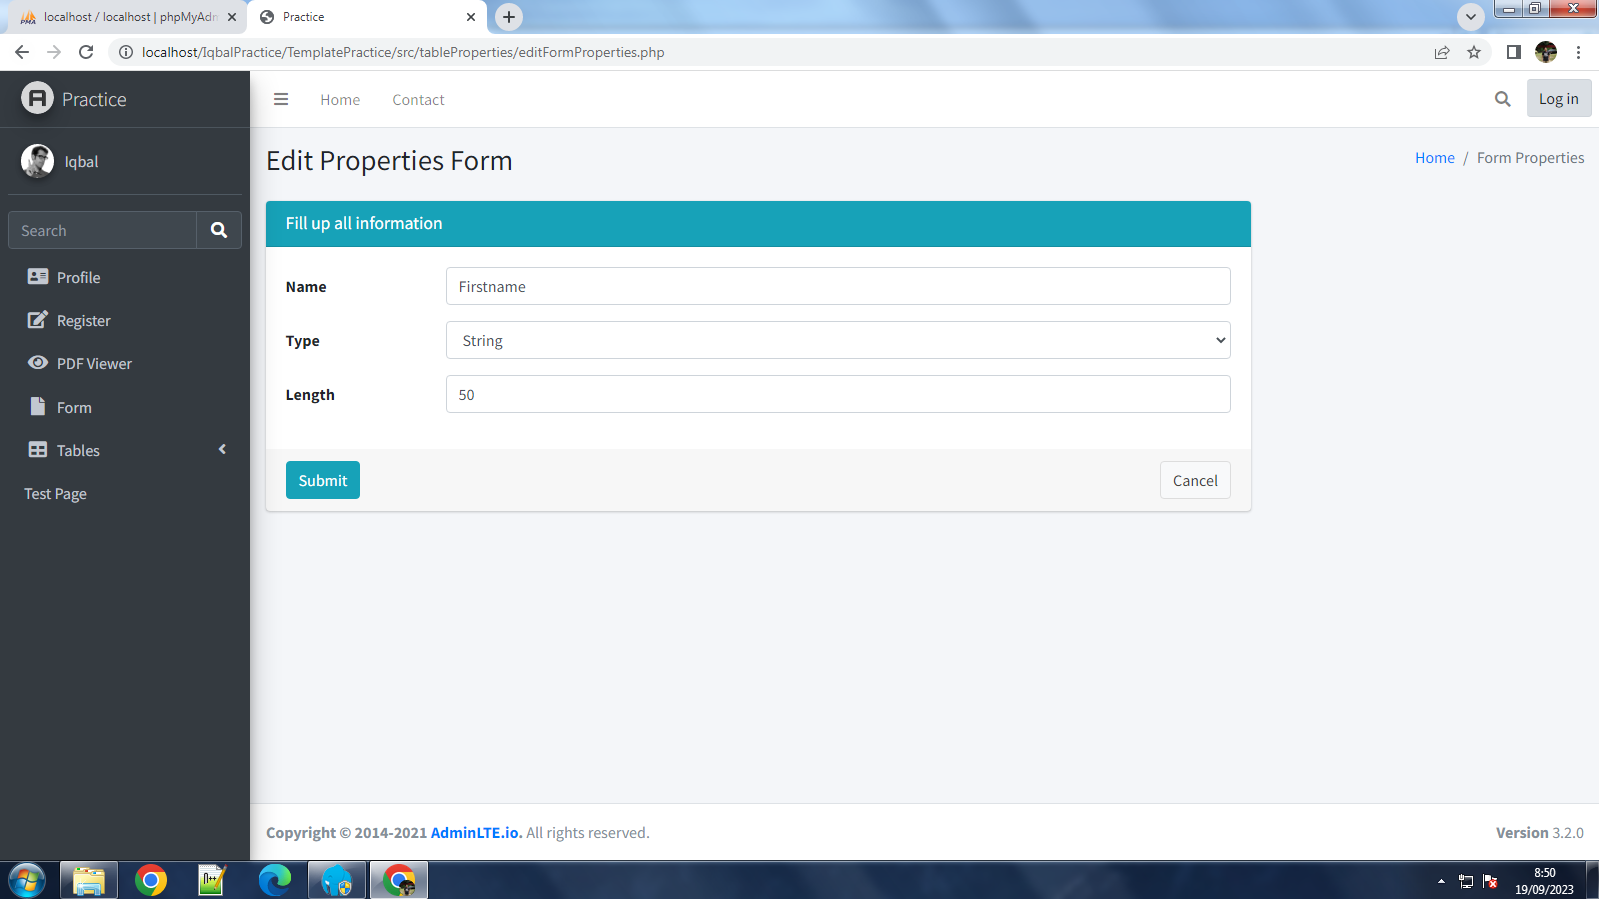 localhost / localhost | phpMyAdm
Practice
localhost/IqbalPractice/TemplatePractice/src/tableProperties/editFormProperties.php
Practice
Home
Contact
Log in
Iqbal
Edit Properties Form
Home / Form Properties
Search
Fill up all information
Profile
Name
Firstname
Register
Type
String
PDF Viewer
Length
50
Form
Tables
Submit
Cancel
Test Page
Copyright © 2014-2021 AdminLTE.io. All rights reserved.
Version 3.2.0
8:50
19/09/2023